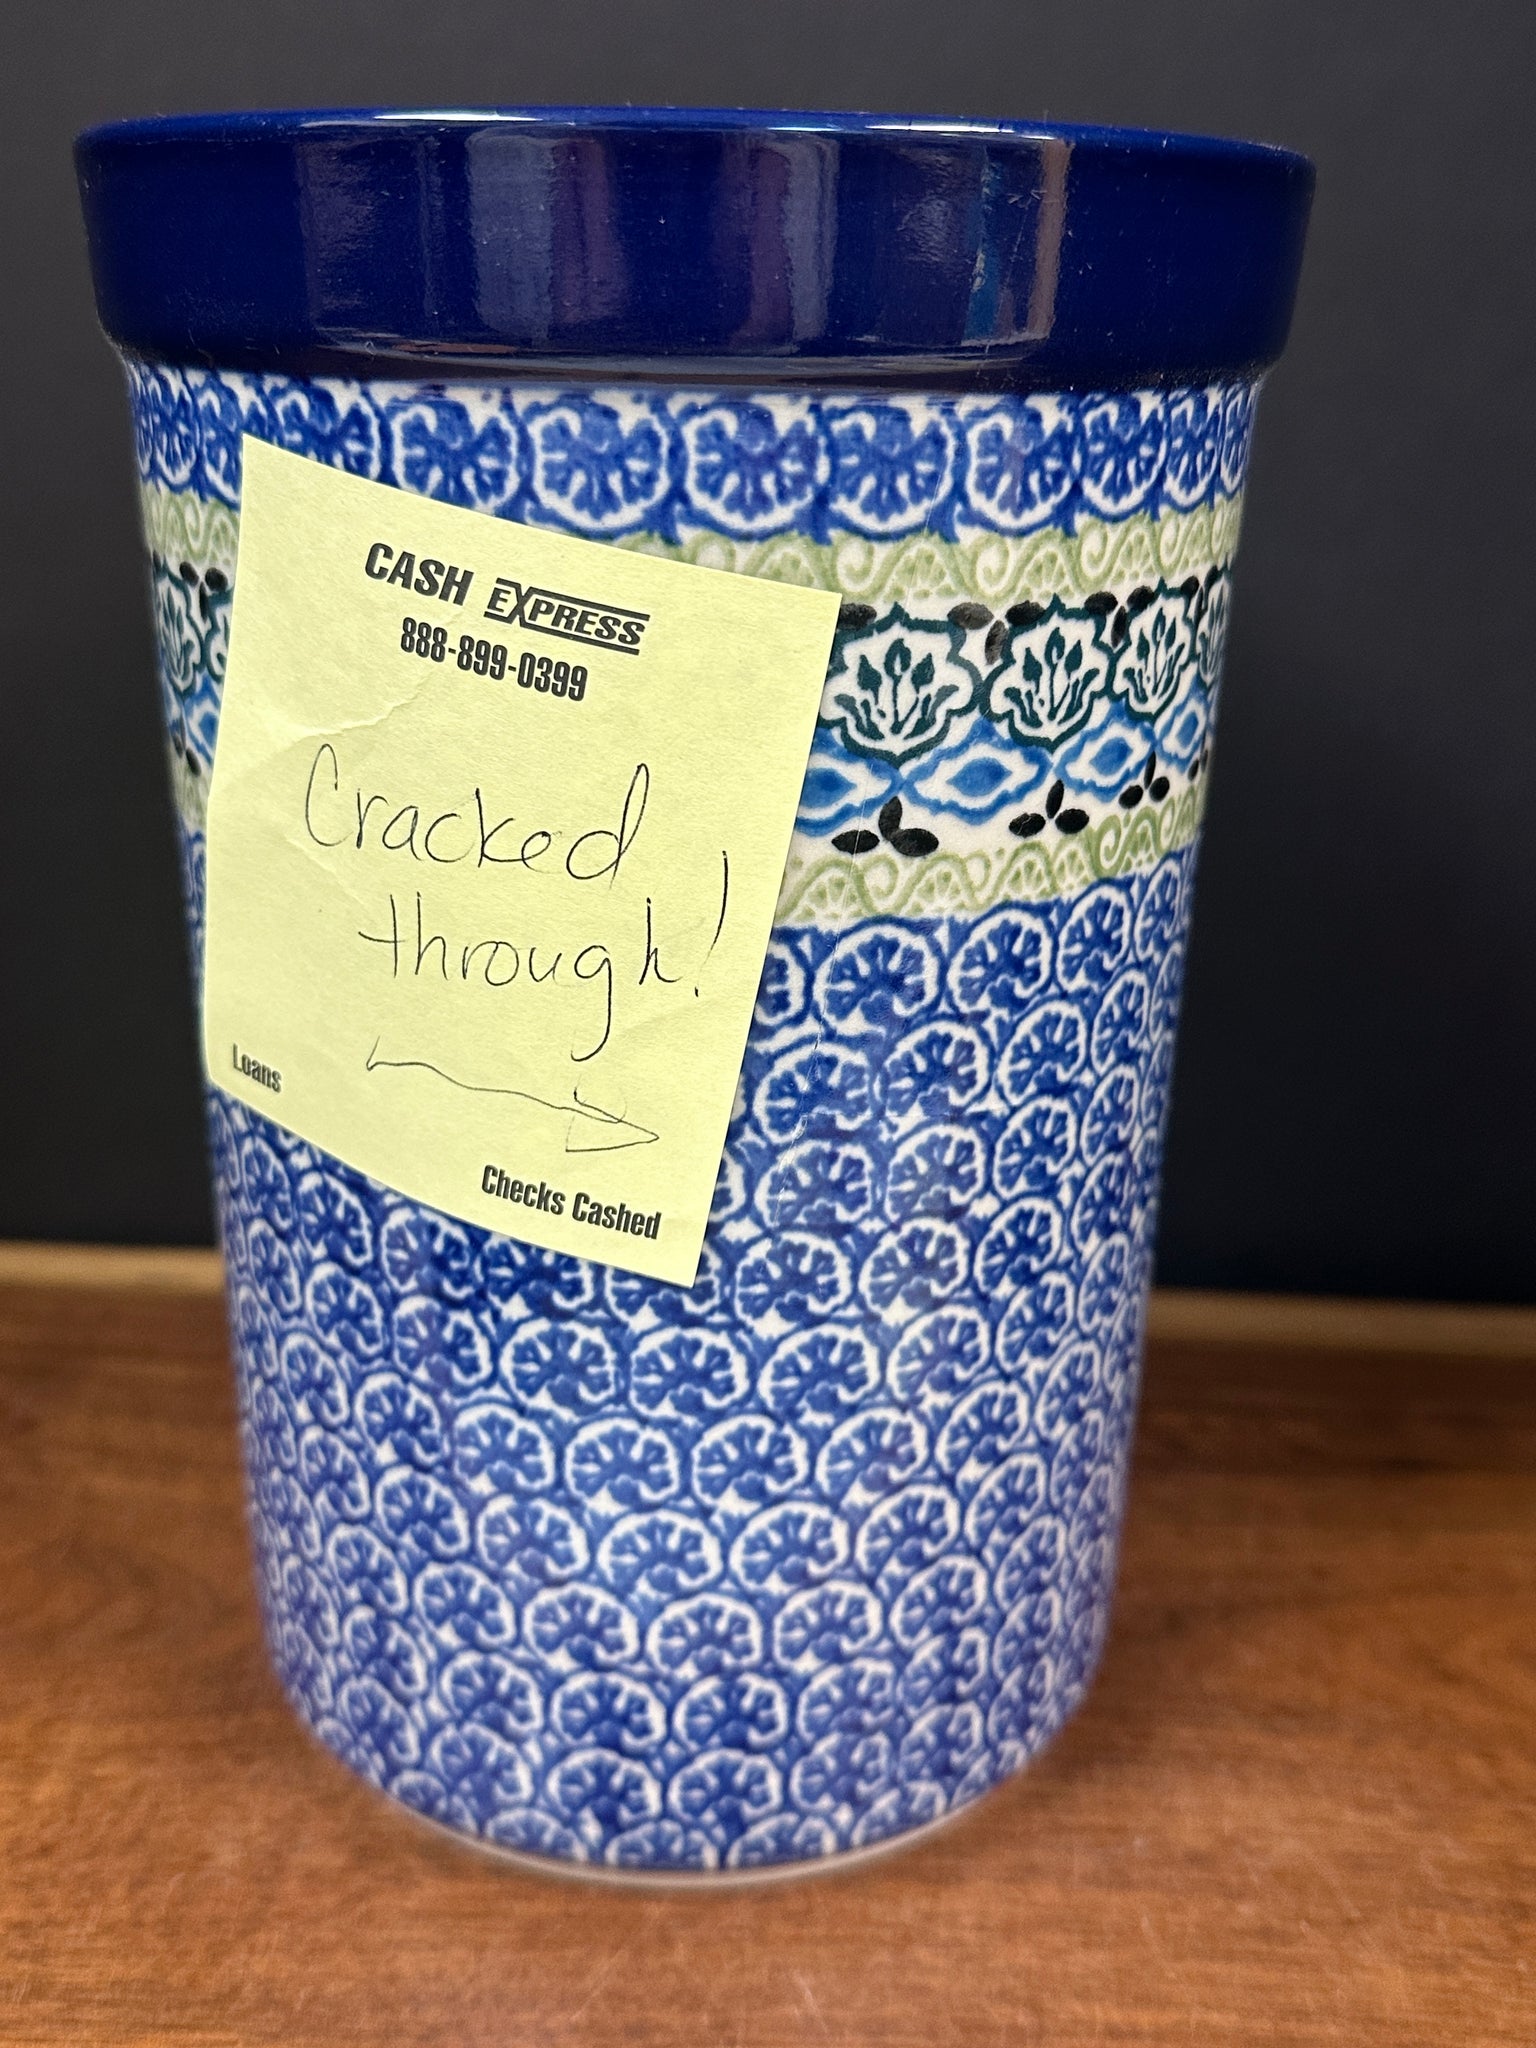 CASH EXPRESS
888-899-0399
Cracked
through!
Loans
Checks Cashed